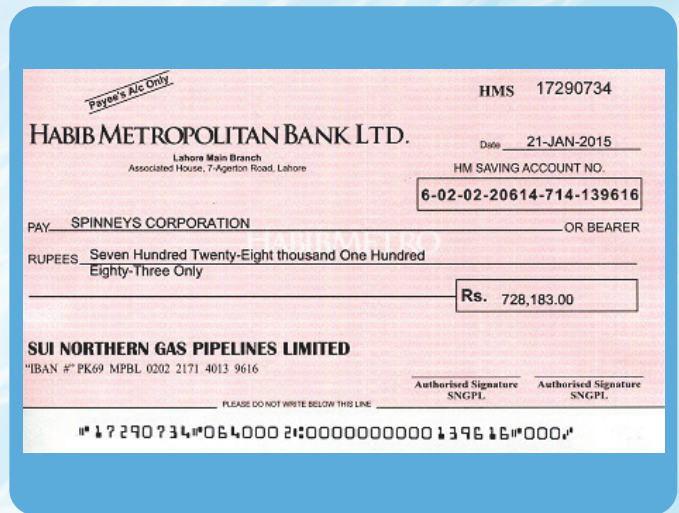 Payee's A/c Only
HMS 17290734
HABIB METROPOLITAN BANK LTD.
Date 21-JAN-2015
Lahore Main Branch
Associated House, 7-Agerton Road, Lahore
HM SAVING ACCOUNT NO.
6-02-02-20614-714-139616
PAY SPINNEYS CORPORATION OR BEARER
HABIBMETRO
RUPEES Seven Hundred Twenty-Eight thousand One Hundred
Eighty-Three Only
Rs. 728,183.00
SUI NORTHERN GAS PIPELINES LIMITED
"IBAN #" PK69 MPBL 0202 2171 4013 9616
Authorised Signature Authorised Signature
SNGPL SNGPL
PLEASE DO NOT WRITE BELOW THIS LINE
⑈17290734⑈064000 2⑆0000000000139616⑈000⑇